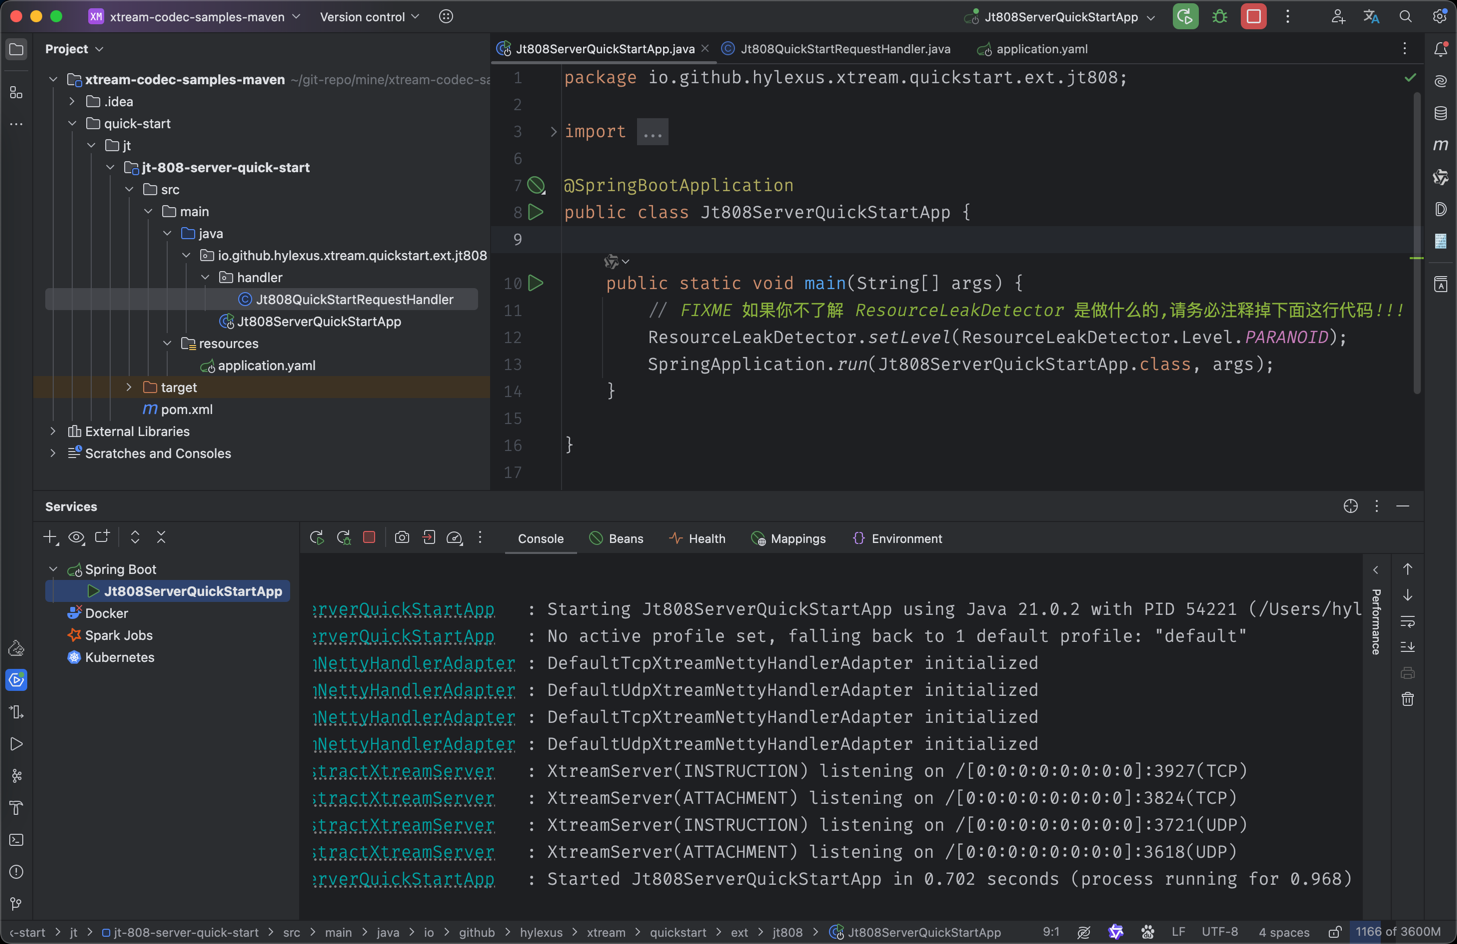 XM xtream-codec-samples-maven Version control Jt808ServerQuickStartApp
Project
xtream-codec-samples-maven ~/git-repo/mine/xtream-codec-sa
.idea
quick-start
jt
jt-808-server-quick-start
src
main
java
io.github.hylexus.xtream.quickstart.ext.jt808
handler
Jt808QuickStartRequestHandler
Jt808ServerQuickStartApp
resources
application.yaml
target
m pom.xml
External Libraries
Scratches and Consoles
Jt808ServerQuickStartApp.java Jt808QuickStartRequestHandler.java application.yaml
1 package io.github.hylexus.xtream.quickstart.ext.jt808;
2
3 import ...
6
7 @SpringBootApplication
8 public class Jt808ServerQuickStartApp {
9
10 public static void main(String[] args) {
11 // FIXME 如果你不了解 ResourceLeakDetector 是做什么的,请务必注释掉下面这行代码!!!
12 ResourceLeakDetector.setLevel(ResourceLeakDetector.Level.PARANOID);
13 SpringApplication.run(Jt808ServerQuickStartApp.class, args);
14 }
15
16 }
17
Services
Spring Boot
Jt808ServerQuickStartApp
Docker
Spark Jobs
Kubernetes
Console Beans Health Mappings Environment
erverQuickStartApp : Starting Jt808ServerQuickStartApp using Java 21.0.2 with PID 54221 (/Users/hyl
erverQuickStartApp : No active profile set, falling back to 1 default profile: "default"
NettyHandlerAdapter : DefaultTcpXtreamNettyHandlerAdapter initialized
NettyHandlerAdapter : DefaultUdpXtreamNettyHandlerAdapter initialized
NettyHandlerAdapter : DefaultTcpXtreamNettyHandlerAdapter initialized
NettyHandlerAdapter : DefaultUdpXtreamNettyHandlerAdapter initialized
stractXtreamServer : XtreamServer(INSTRUCTION) listening on /[0:0:0:0:0:0:0:0]:3927(TCP)
stractXtreamServer : XtreamServer(ATTACHMENT) listening on /[0:0:0:0:0:0:0:0]:3824(TCP)
stractXtreamServer : XtreamServer(INSTRUCTION) listening on /[0:0:0:0:0:0:0:0]:3721(UDP)
stractXtreamServer : XtreamServer(ATTACHMENT) listening on /[0:0:0:0:0:0:0:0]:3618(UDP)
erverQuickStartApp : Started Jt808ServerQuickStartApp in 0.702 seconds (process running for 0.968)
Performance
-start > jt > jt-808-server-quick-start > src > main > java > io > github > hylexus > xtream > quickstart > ext > jt808 > Jt808ServerQuickStartApp 9:1 LF UTF-8 4 spaces 1166 of 3600M